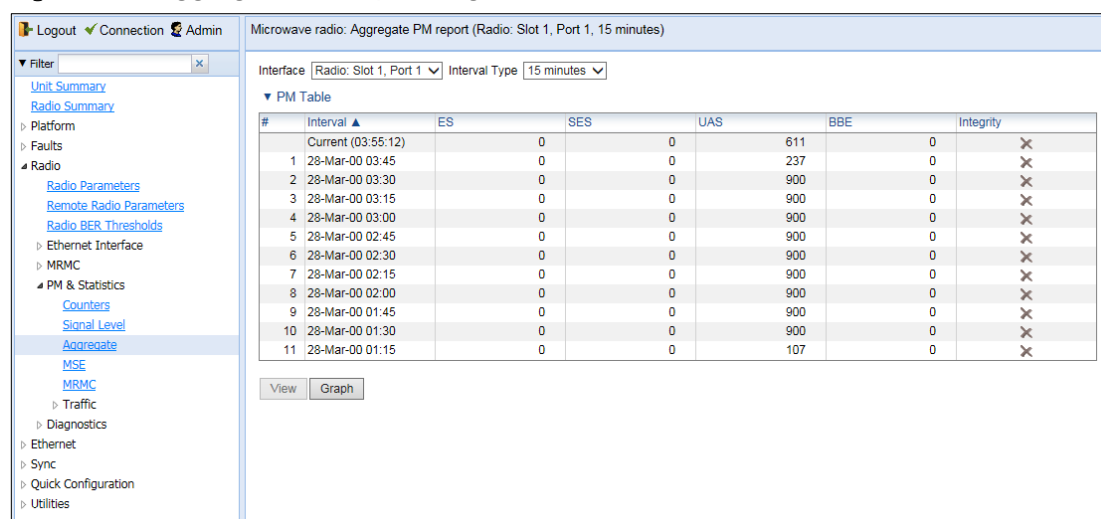 Logout Connection Admin
Microwave radio: Aggregate PM report (Radio: Slot 1, Port 1, 15 minutes)
Filter
Unit Summary
Radio Summary
Platform
Faults
Radio
Radio Parameters
Remote Radio Parameters
Radio BER Thresholds
Ethernet Interface
MRMC
PM & Statistics
Counters
Signal Level
Aggregate
MSE
MRMC
Traffic
Diagnostics
Ethernet
Sync
Quick Configuration
Utilities
Interface Radio: Slot 1, Port 1 Interval Type 15 minutes
PM Table
# Interval ▲ ES SES UAS BBE Integrity
Current (03:55:12) 0 0 611 0
1 28-Mar-00 03:45 0 0 237 0
2 28-Mar-00 03:30 0 0 900 0
3 28-Mar-00 03:15 0 0 900 0
4 28-Mar-00 03:00 0 0 900 0
5 28-Mar-00 02:45 0 0 900 0
6 28-Mar-00 02:30 0 0 900 0
7 28-Mar-00 02:15 0 0 900 0
8 28-Mar-00 02:00 0 0 900 0
9 28-Mar-00 01:45 0 0 900 0
10 28-Mar-00 01:30 0 0 900 0
11 28-Mar-00 01:15 0 0 107 0
View Graph